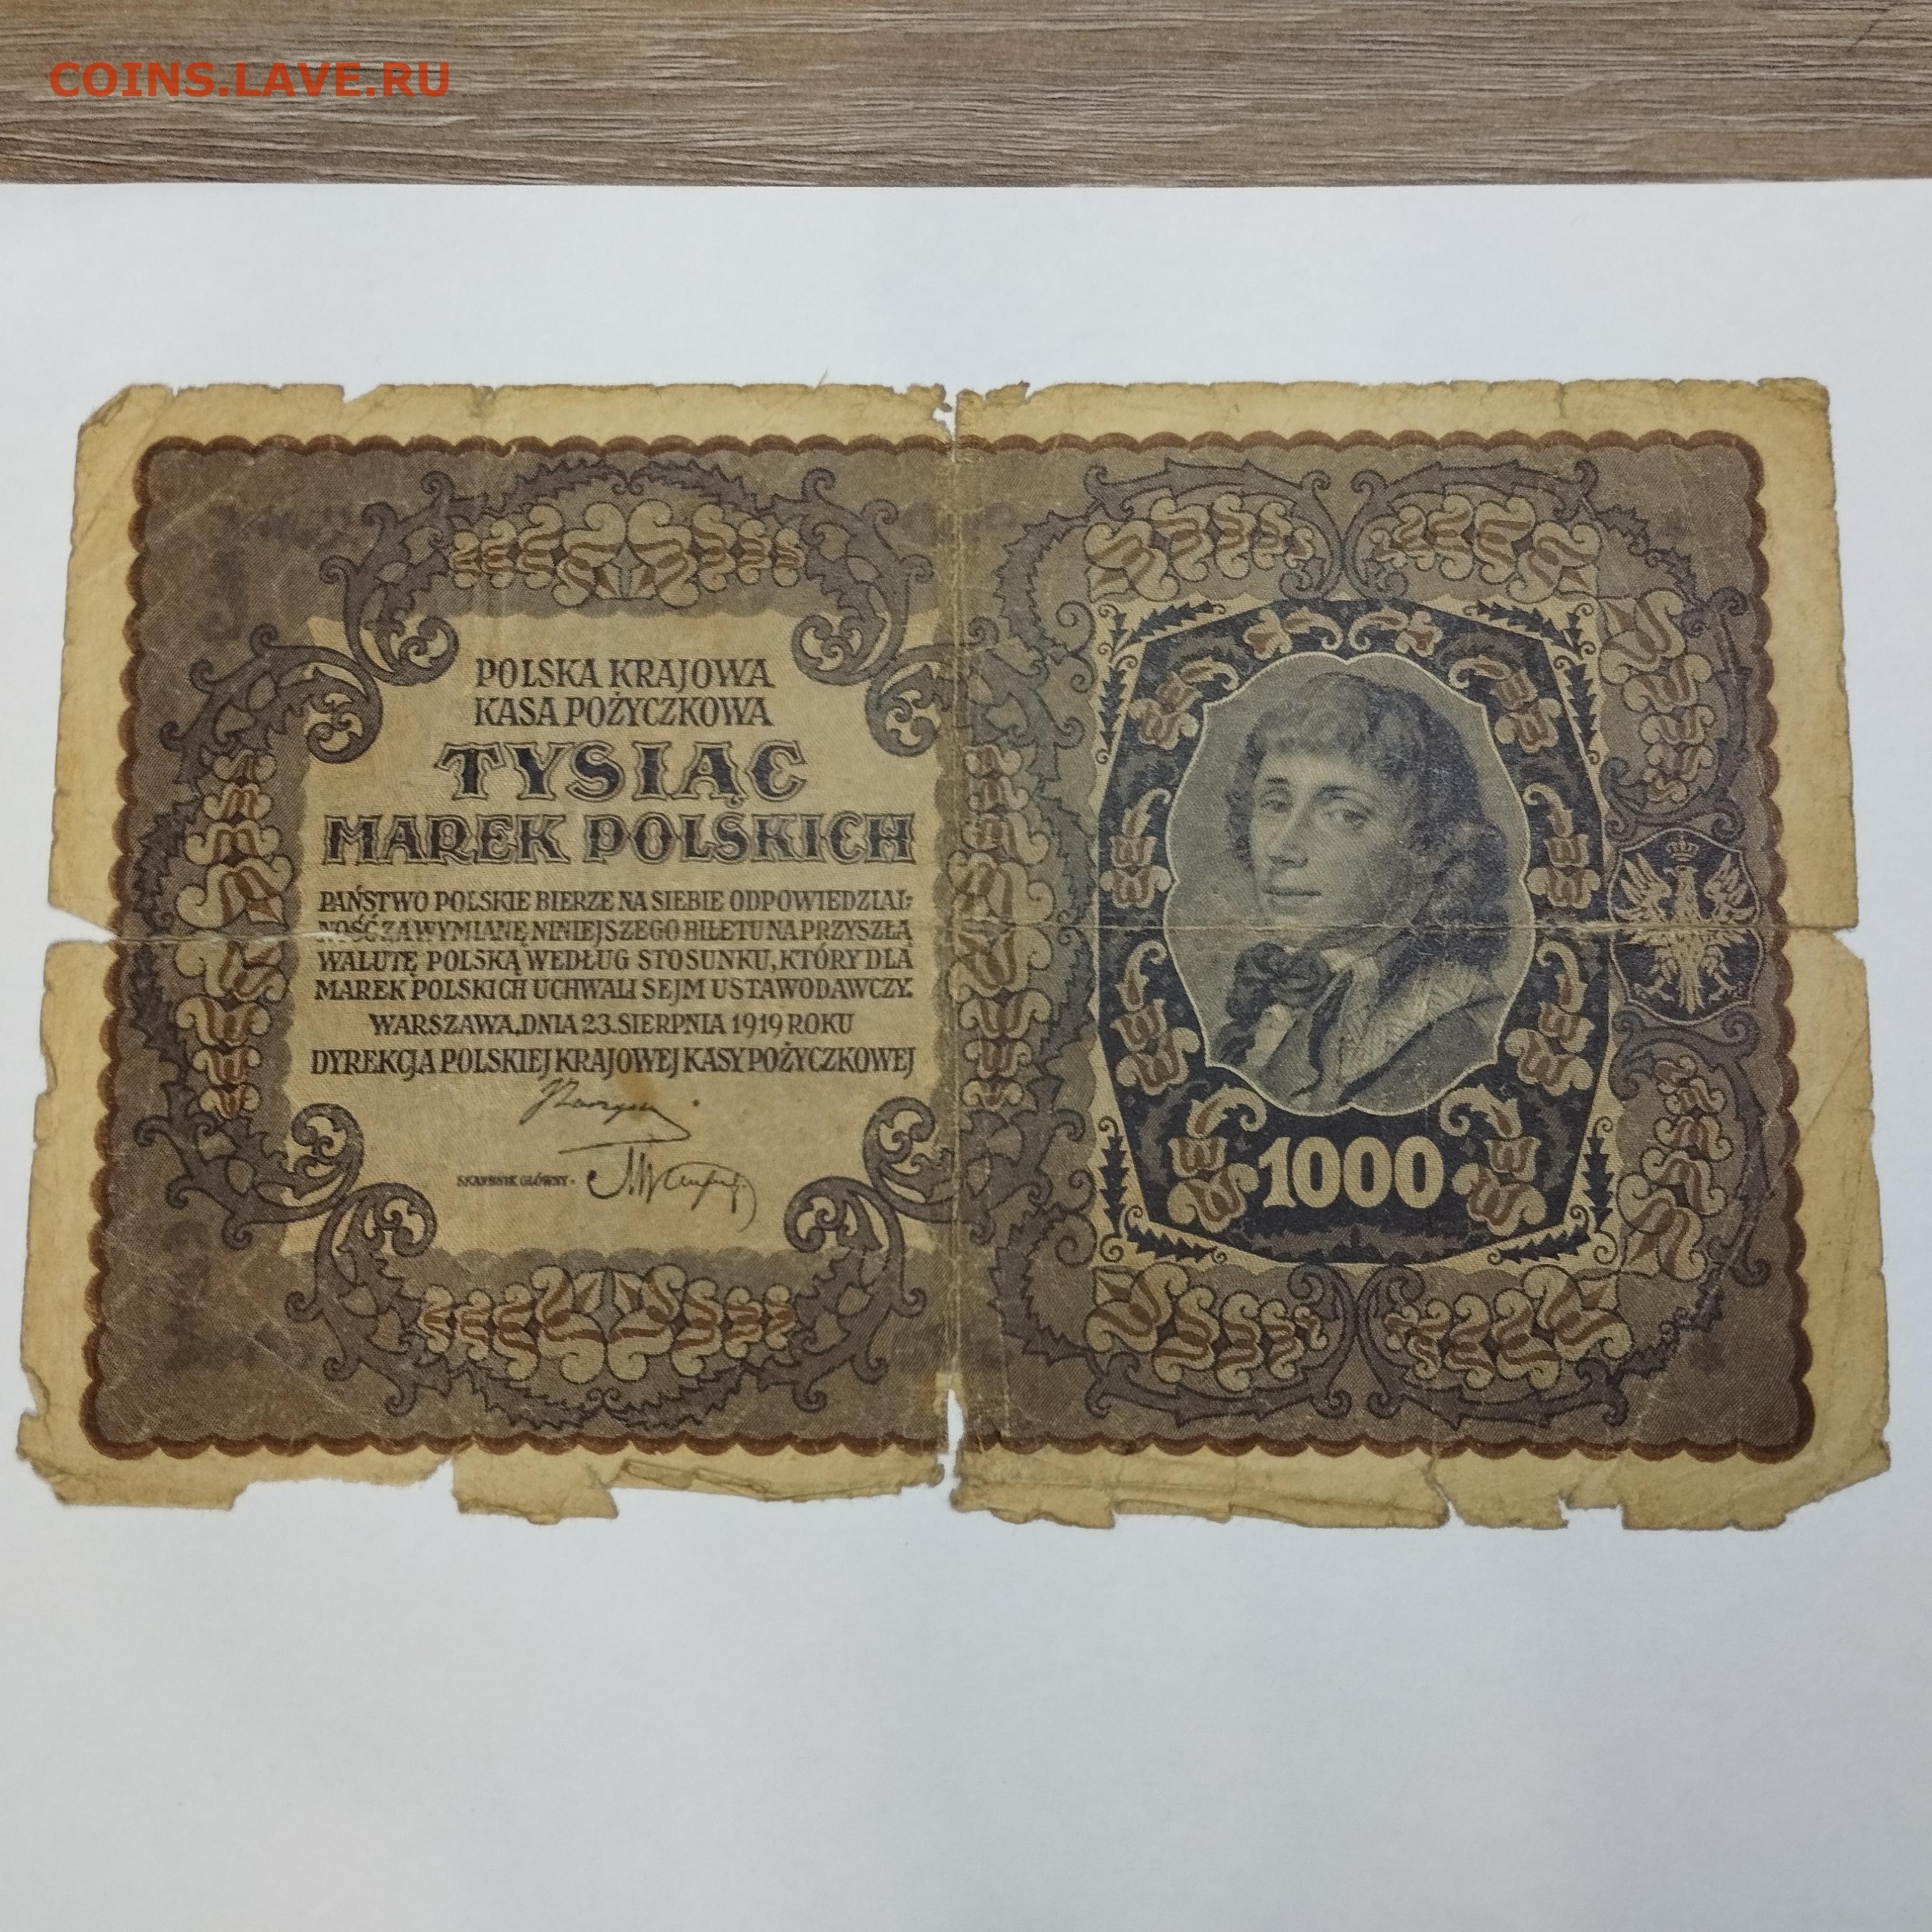 COINS.LAVE.RU
POLSKA KRAJOWA
KASA POŻYCZKOWA
TYSIĄC
MAREK POLSKICH
PAŃSTWO POLSKIE BIERZE NA SIEBIE ODPOWIEDZIAL-
NOŚĆ ZA WYMIANĘ NINIEJSZEGO BILETU NA PRZYSZŁĄ
WALUTĘ POLSKĄ WEDŁUG STOSUNKU, KTÓRY DLA
MAREK POLSKICH UCHWALI SEJM USTAWODAWCZY.
WARSZAWA, DNIA 23. SIERPNIA 1919 ROKU
DYREKCJA POLSKIEJ KRAJOWEJ KASY POŻYCZKOWEJ
SKARBNIK GŁÓWNY
1000